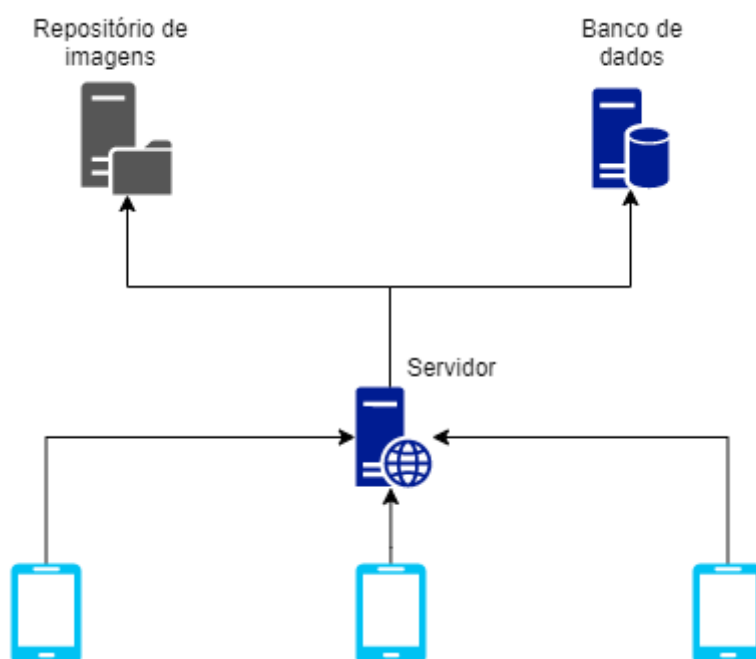 Repositório de
imagens
Banco de
dados
Servidor